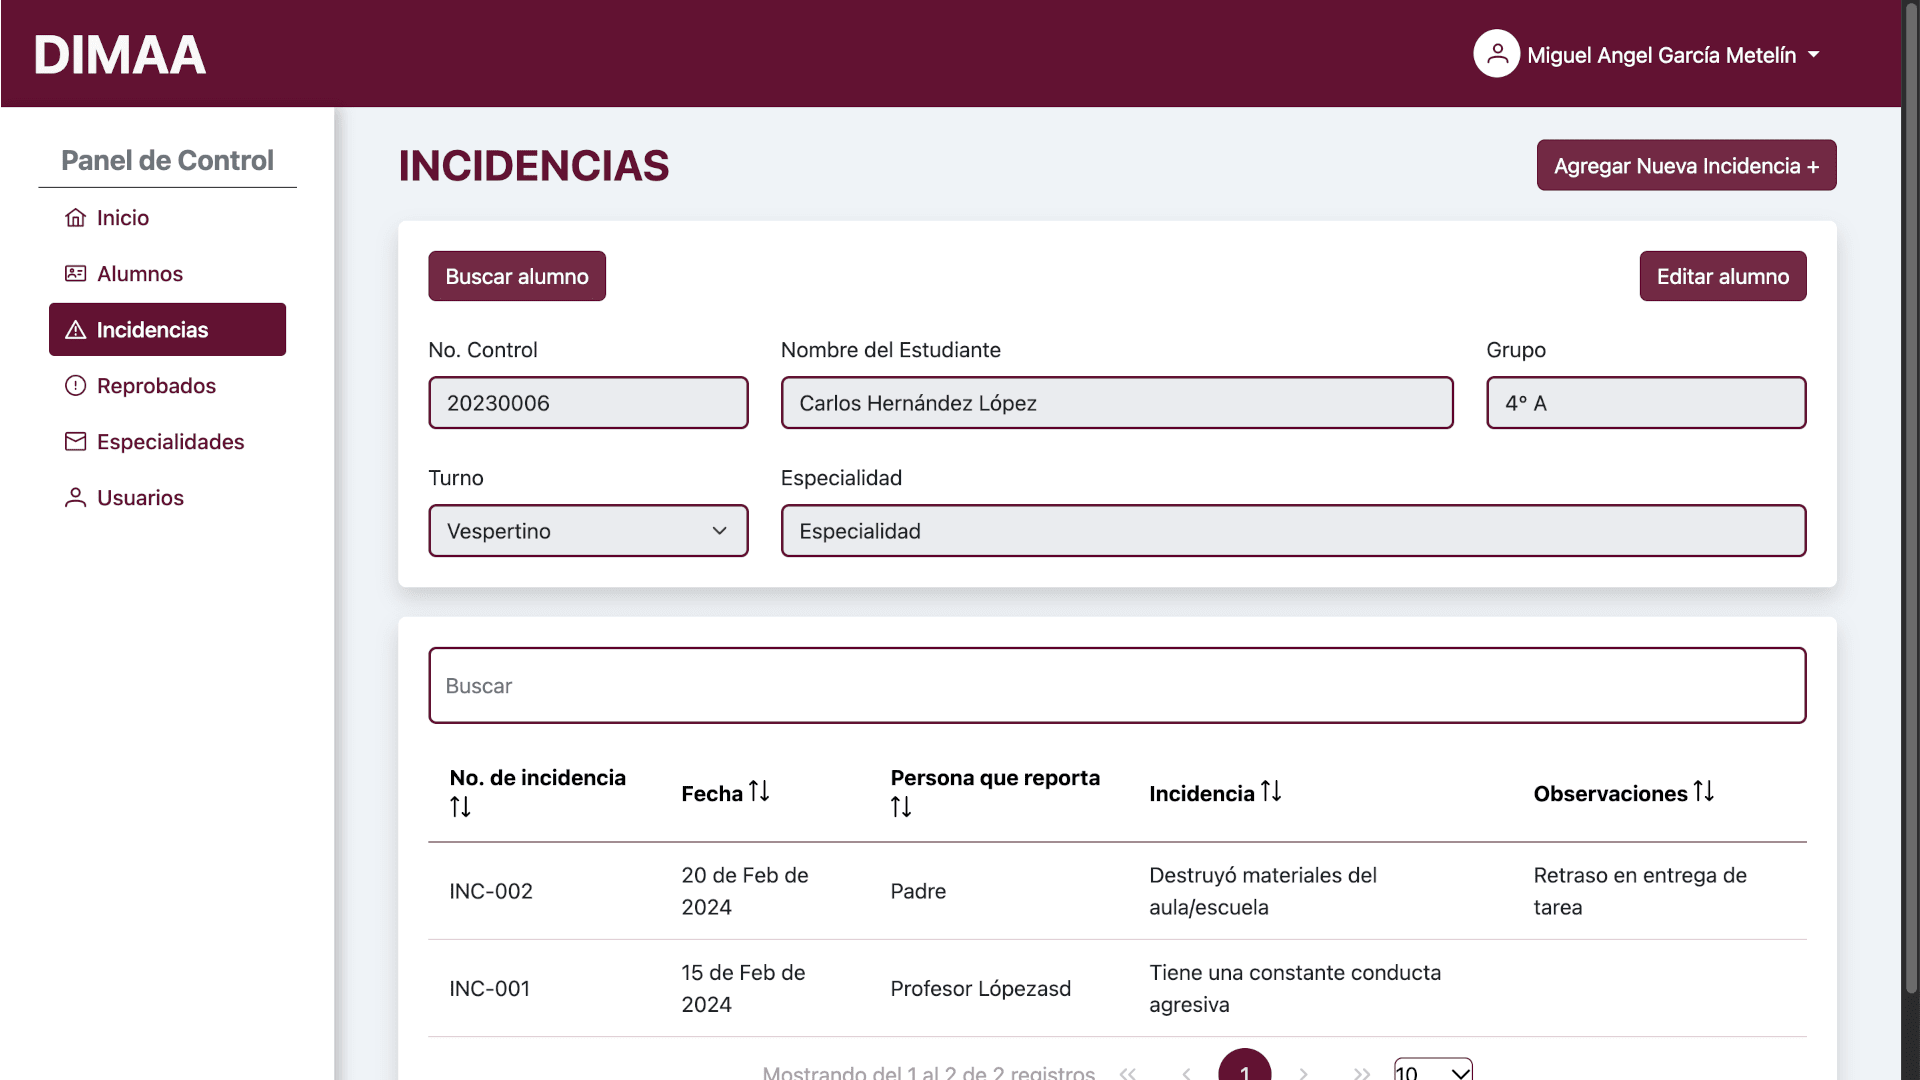 DIMAA
Miguel Angel García Metelín
Panel de Control
Inicio
Alumnos
Incidencias
Reprobados
Especialidades
Usuarios
INCIDENCIAS
Agregar Nueva Incidencia +
Buscar alumno
Editar alumno
No. Control
Nombre del Estudiante
Grupo
20230006
Carlos Hernández López
4° A
Turno
Especialidad
Vespertino
Especialidad
Buscar
No. de incidencia
Fecha
Persona que reporta
Incidencia
Observaciones
INC-002
20 de Feb de
2024
Padre
Destruyó materiales del
aula/escuela
Retraso en entrega de
tarea
INC-001
15 de Feb de
2024
Profesor Lópezasd
Tiene una constante conducta
agresiva
Mostrando del 1 al 2 de 2 registros
«
‹
1
›
»
10